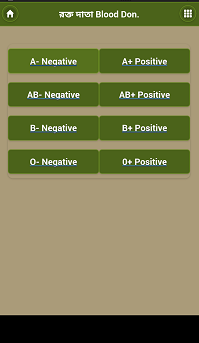 রক্ত দাতা Blood Don.
A- Negative A+ Positive
AB- Negative AB+ Positive
B- Negative B+ Positive
O- Negative 0+ Positive